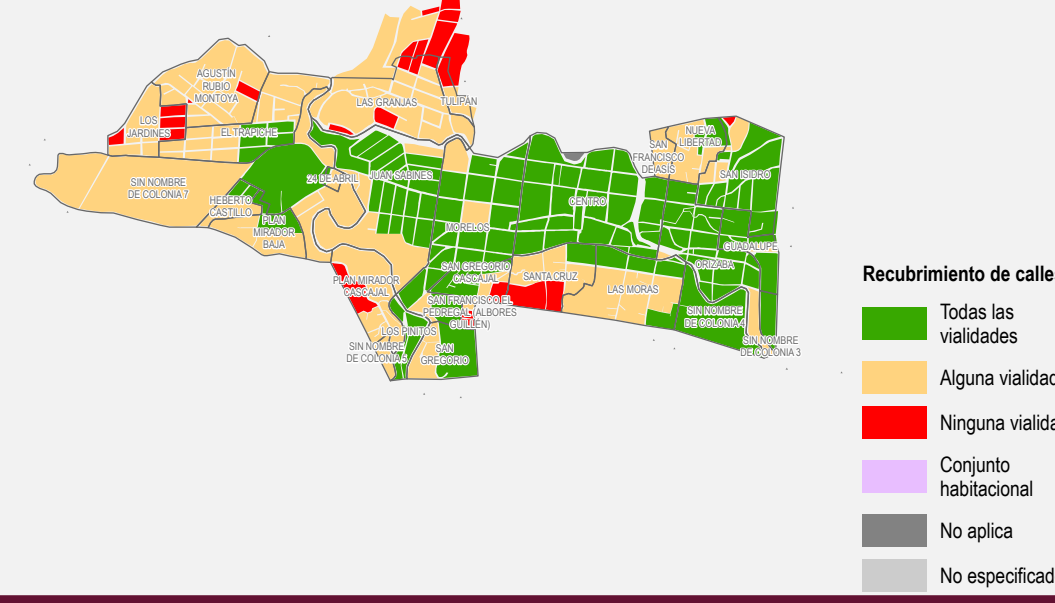 AGUSTÍN
RUBIO
MONTOYA
LOS
JARDINES
EL TRAPICHE
LAS GRANJAS
TULIPÁN
SIN NOMBRE
DE COLONIA 7
HEBERTO
CASTILLO
PLAN
MIRADOR
BAJA
24 DE ABRIL
JUAN SABINES
MORELOS
CENTRO
SAN
FRANCISCO
DE ASÍS
NUEVA
LIBERTAD
SAN ISIDRO
GUADALUPE
ORIZABA
PLAN MIRADOR
CASCAJAL
SAN GREGORIO
CASCAJAL
SANTA CRUZ
LAS MORAS
SAN FRANCISCO EL
PEDREGAL (ALBORES
GUILLÉN)
LOS PINITOS
SIN NOMBRE
DE COLONIA 5
SAN
GREGORIO
SIN NOMBRE
DE COLONIA 4
SIN NOMBRE
DE COLONIA 3
Recubrimiento de calle
Todas las
vialidades
Alguna vialidad
Ninguna vialida
Conjunto
habitacional
No aplica
No especificad